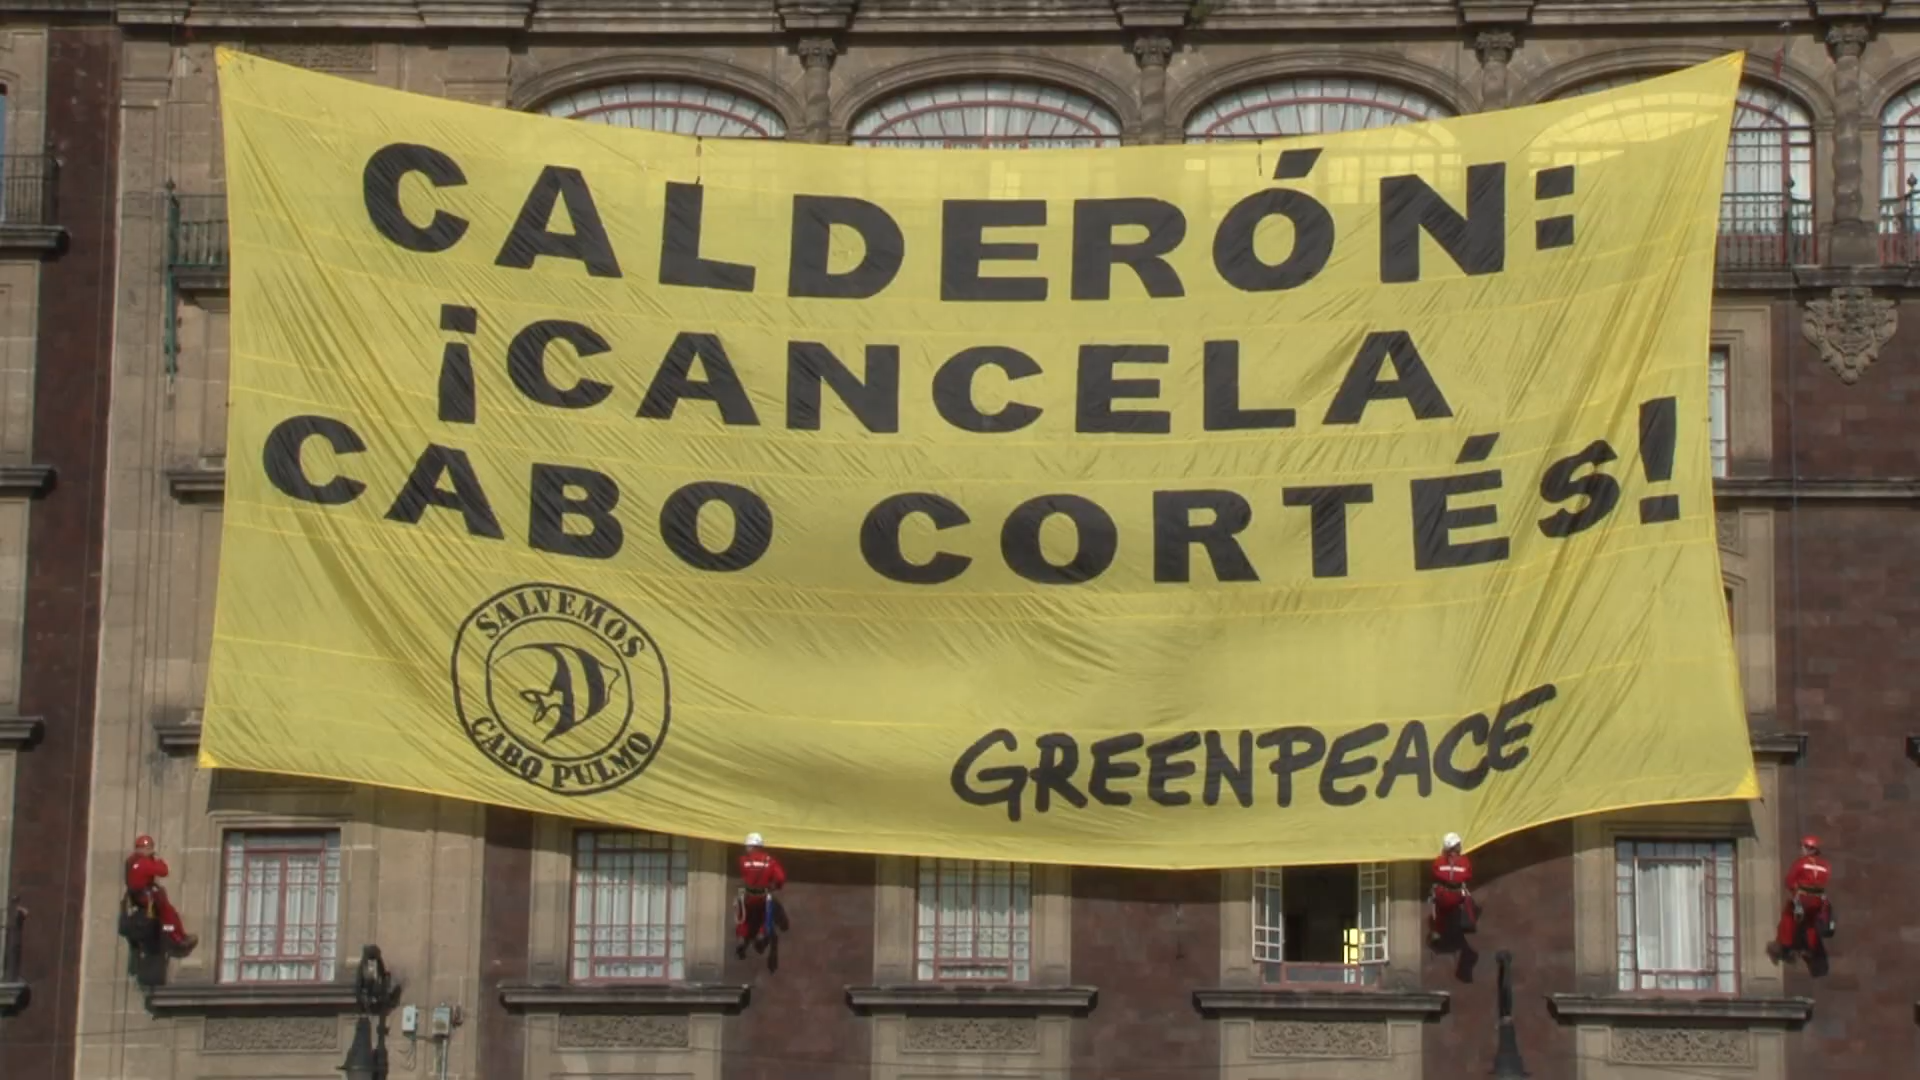 CALDERÓN:
¡CANCELA
CABO CORTÉS!
SALVEMOS
CABO PULMO
GREENPEACE